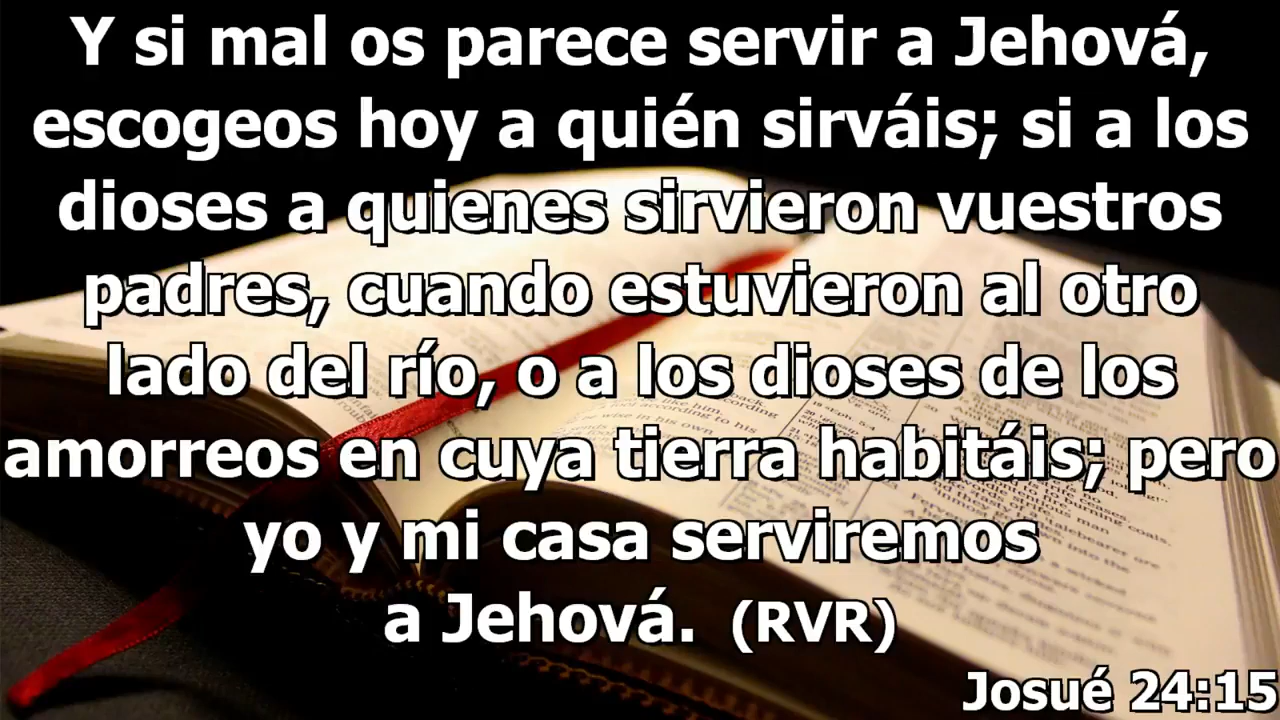 Y si mal os parece servir a Jehová,
escogeos hoy a quién sirváis; si a los
dioses a quienes sirvieron vuestros
padres, cuando estuvieron al otro
lado del río, o a los dioses de los
amorreos en cuya tierra habitáis; pero
yo y mi casa serviremos
a Jehová. (RVR)
Josué 24:15